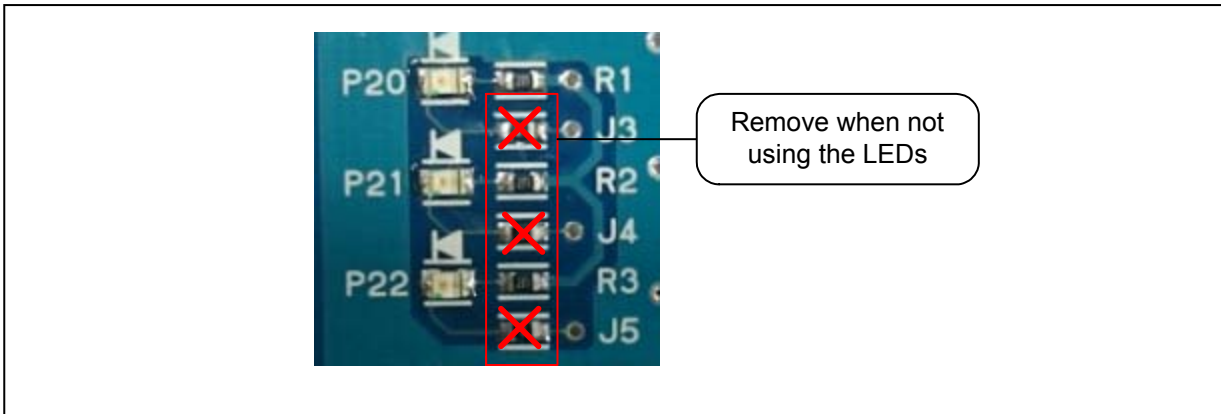 P20 R1
J3
P21 R2
J4
P22 R3
J5
Remove when not
using the LEDs